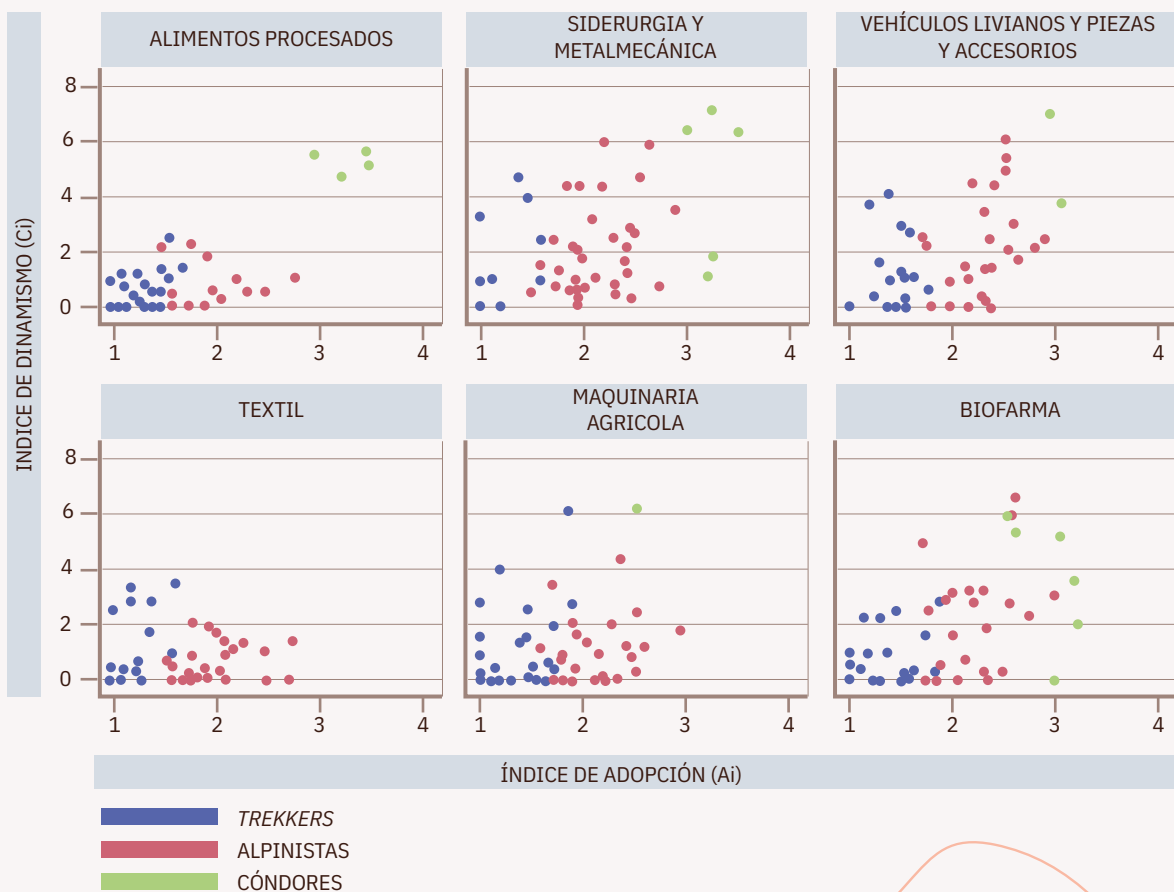 INDICE DE DINAMISMO (Ci)
ALIMENTOS PROCESADOS
SIDERURGIA Y
METALMECÁNICA
VEHÍCULOS LIVIANOS Y PIEZAS
Y ACCESORIOS
8
6
4
2
0
1 2 3 4
1 2 3 4
1 2 3 4
TEXTIL
MAQUINARIA
AGRICOLA
BIOFARMA
8
6
4
2
0
1 2 3 4
1 2 3 4
1 2 3 4
ÍNDICE DE ADOPCIÓN (Ai)
TREKKERS
ALPINISTAS
CÓNDORES